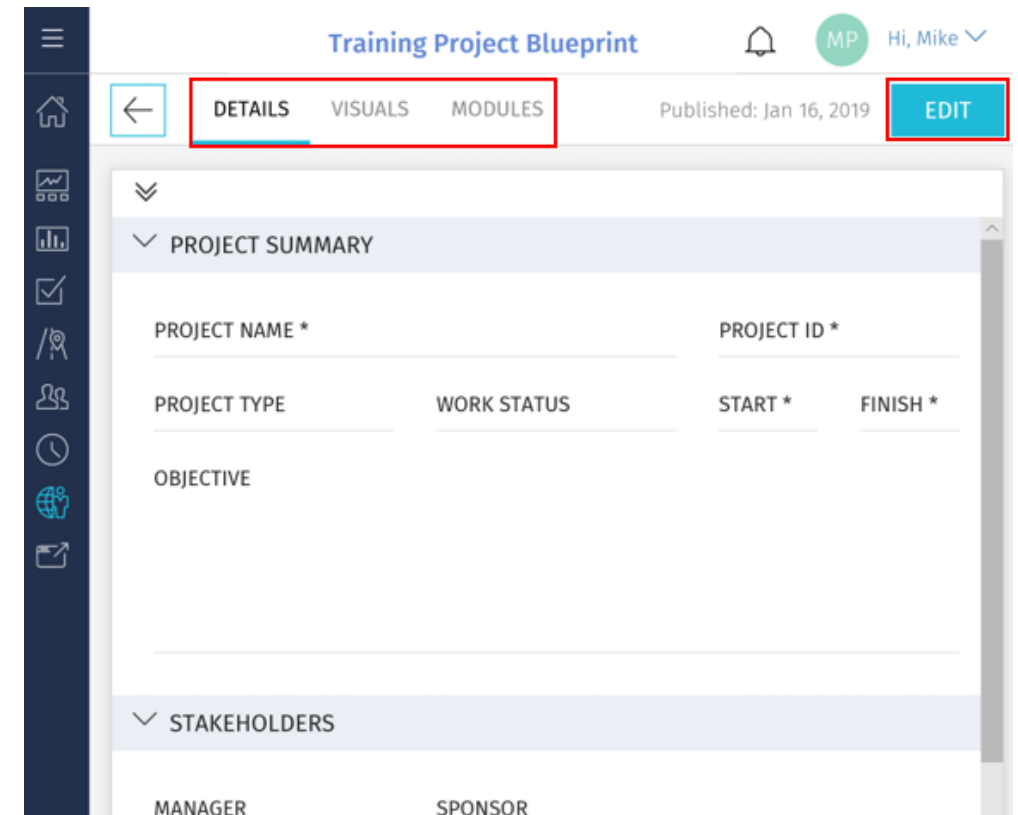 Training Project Blueprint MP Hi, Mike
DETAILS VISUALS MODULES Published: Jan 16, 2019 EDIT
PROJECT SUMMARY
PROJECT NAME * PROJECT ID *
PROJECT TYPE WORK STATUS START * FINISH *
OBJECTIVE
STAKEHOLDERS
MANAGER SPONSOR